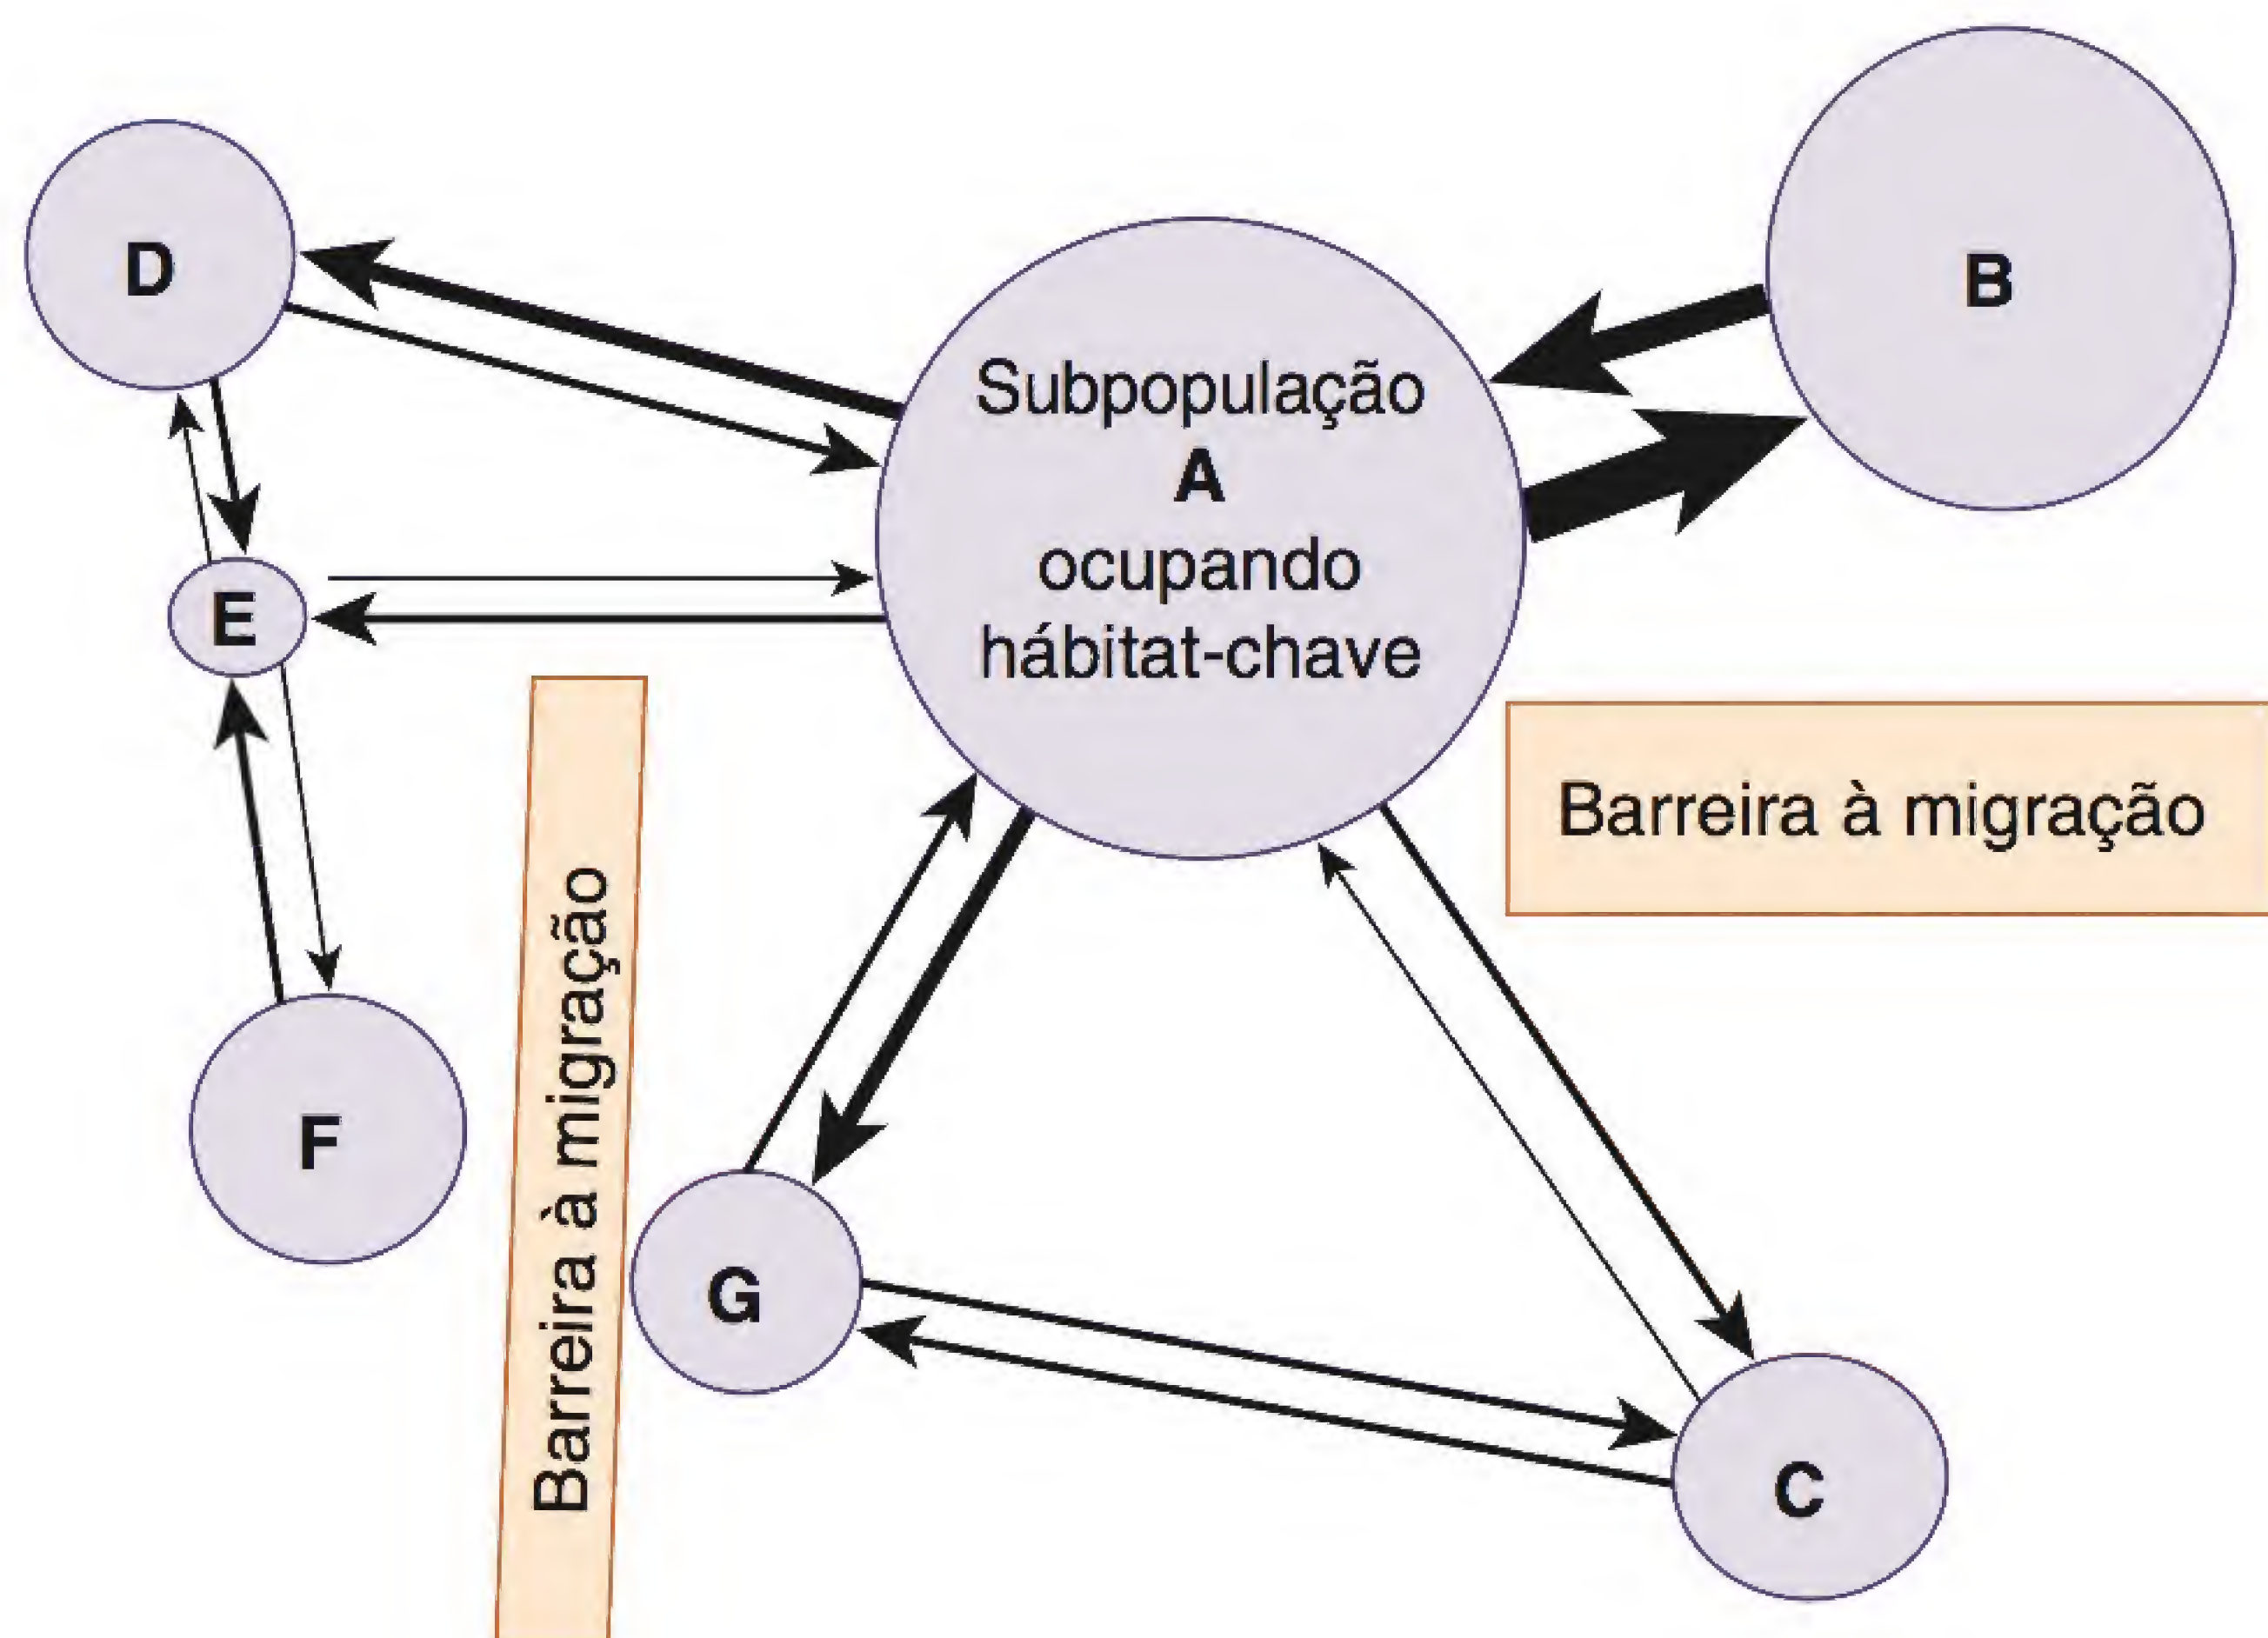 D
B
Subpopulação
A
ocupando
hábitat-chave
E
Barreira à migração
Barreira à migração
F
G
C